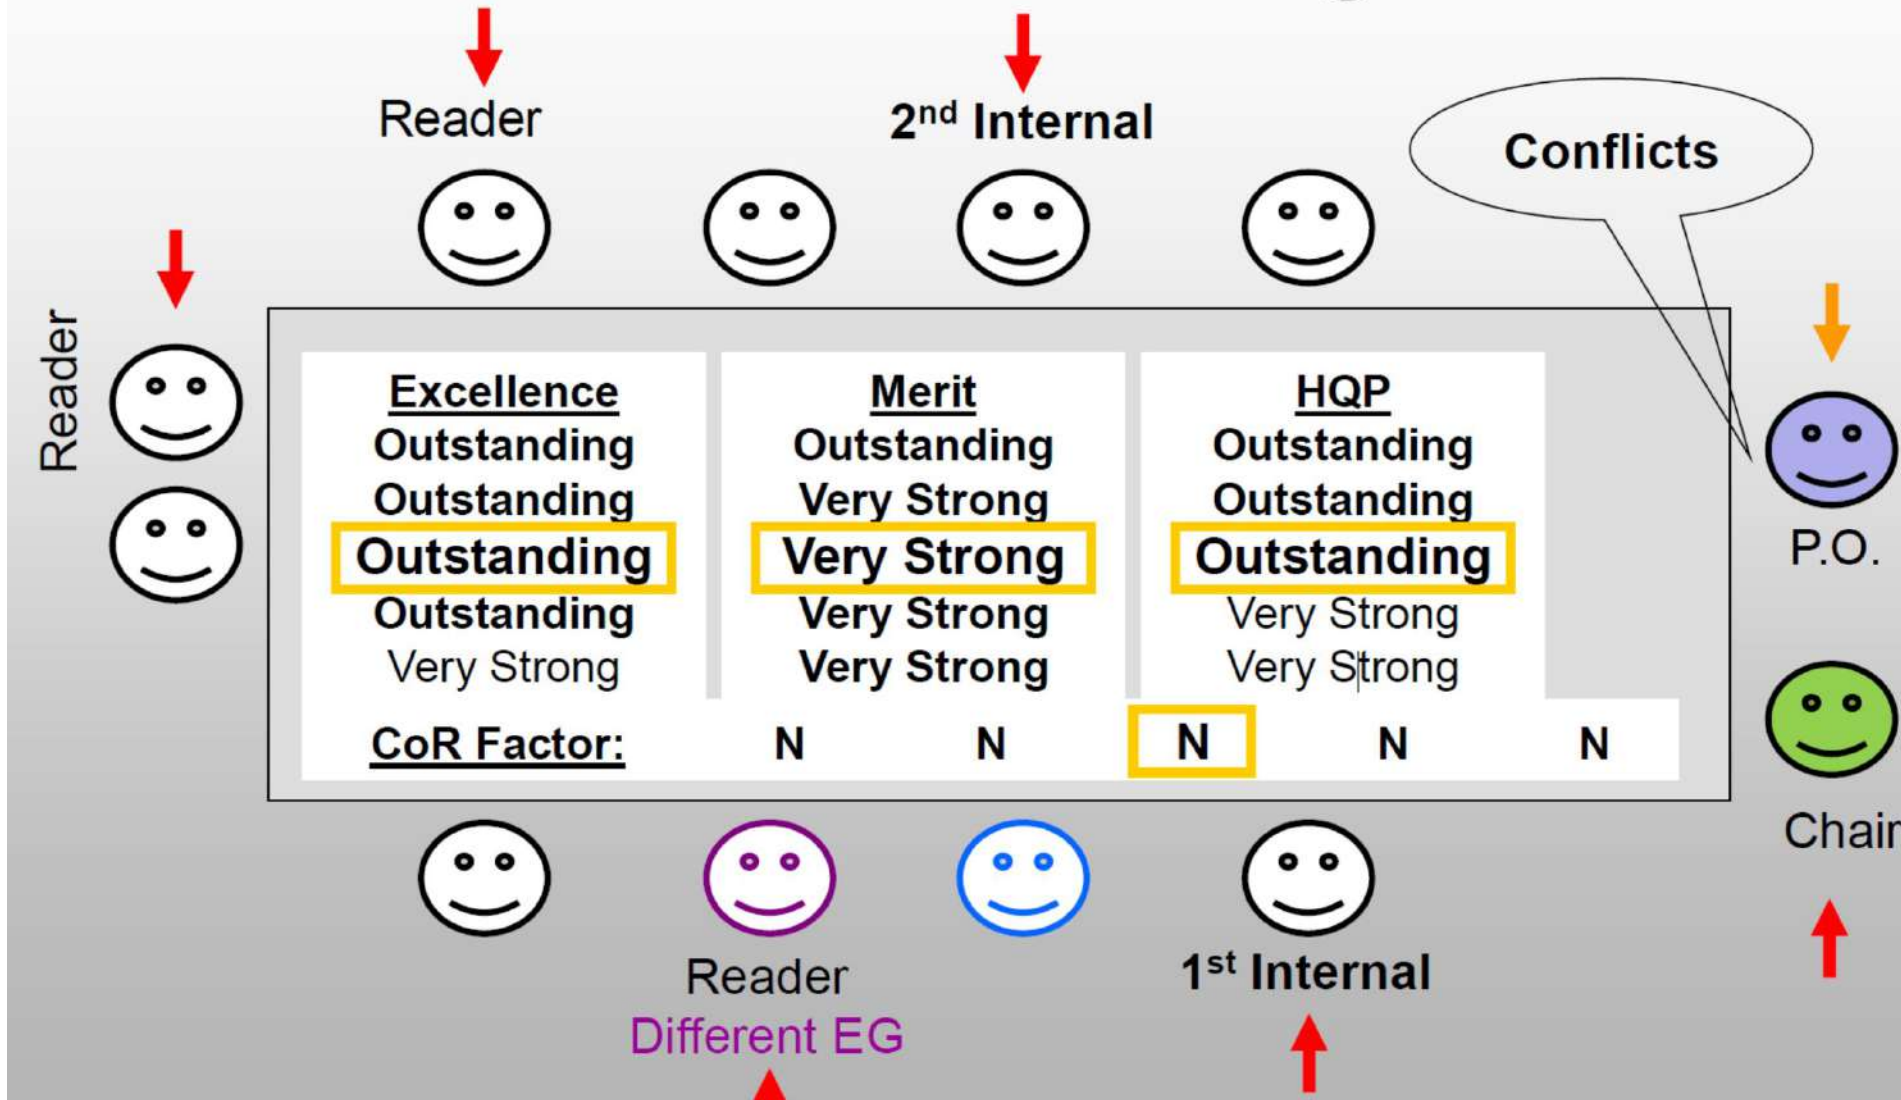 Reader
2nd Internal
Conflicts
Reader
Excellence
Outstanding
Outstanding
Outstanding
Outstanding
Very Strong
Merit
Outstanding
Very Strong
Very Strong
Very Strong
Very Strong
HQP
Outstanding
Outstanding
Outstanding
Very Strong
Very Strong
CoR Factor: N N N N N
P.O.
Chair
Reader
Different EG
1st Internal